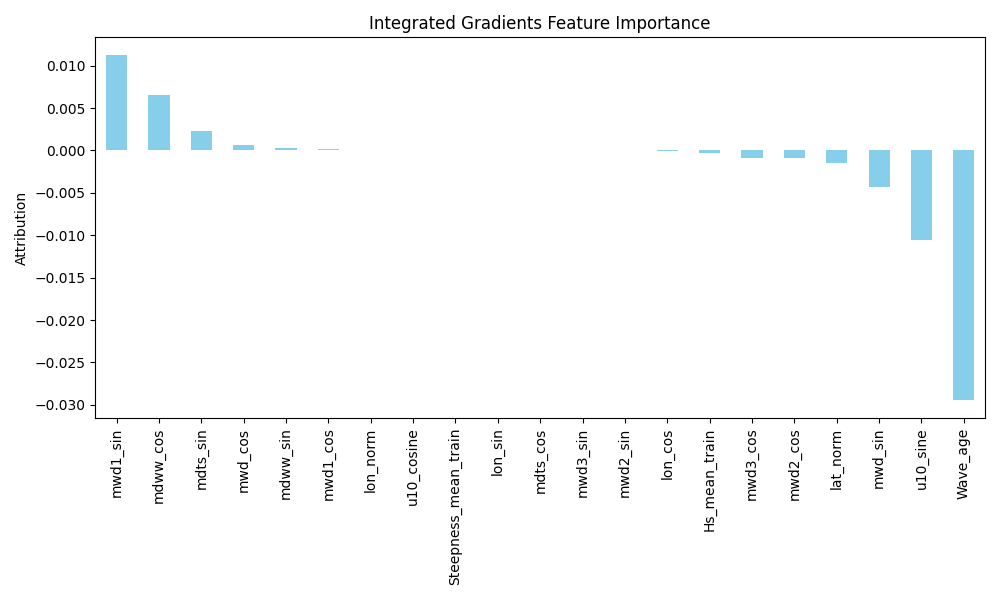 Integrated Gradients Feature Importance
Attribution
0.010
0.005
0.000
−0.005
−0.010
−0.015
−0.020
−0.025
−0.030
mwd1_sin
mdww_cos
mdts_sin
mwd_cos
mdww_sin
mwd1_cos
lon_norm
u10_cosine
Steepness_mean_train
lon_sin
mdts_cos
mwd3_sin
mwd2_sin
lon_cos
Hs_mean_train
mwd3_cos
mwd2_cos
lat_norm
mwd_sin
u10_sine
Wave_age